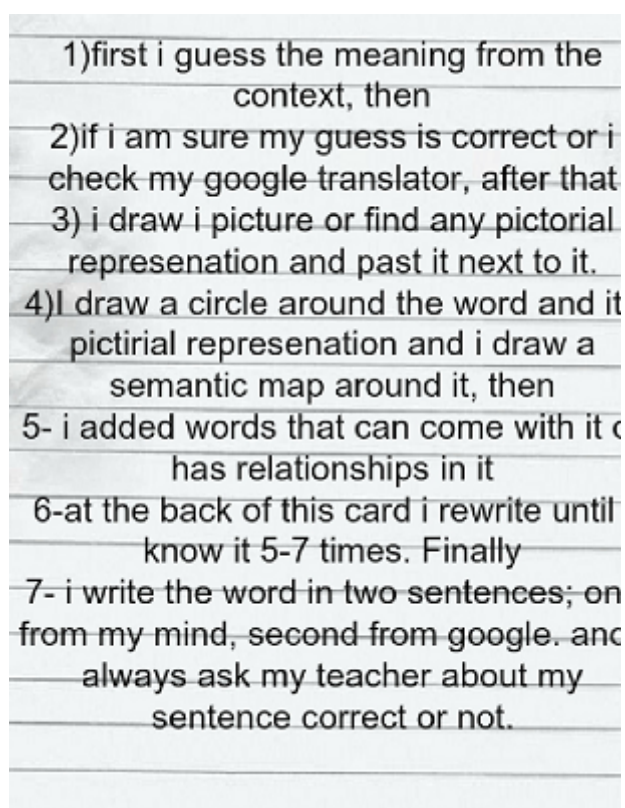 1)first i guess the meaning from the
context, then
2)if i am sure my guess is correct or i
check my google translator, after that
3) i draw i picture or find any pictorial
represenation and past it next to it.
4)I draw a circle around the word and it
pictirial represenation and i draw a
semantic map around it, then
5- i added words that can come with it
has relationships in it
6-at the back of this card i rewrite until
know it 5-7 times. Finally
7- i write the word in two sentences; on
from my mind, second from google. and
always ask my teacher about my
sentence correct or not.